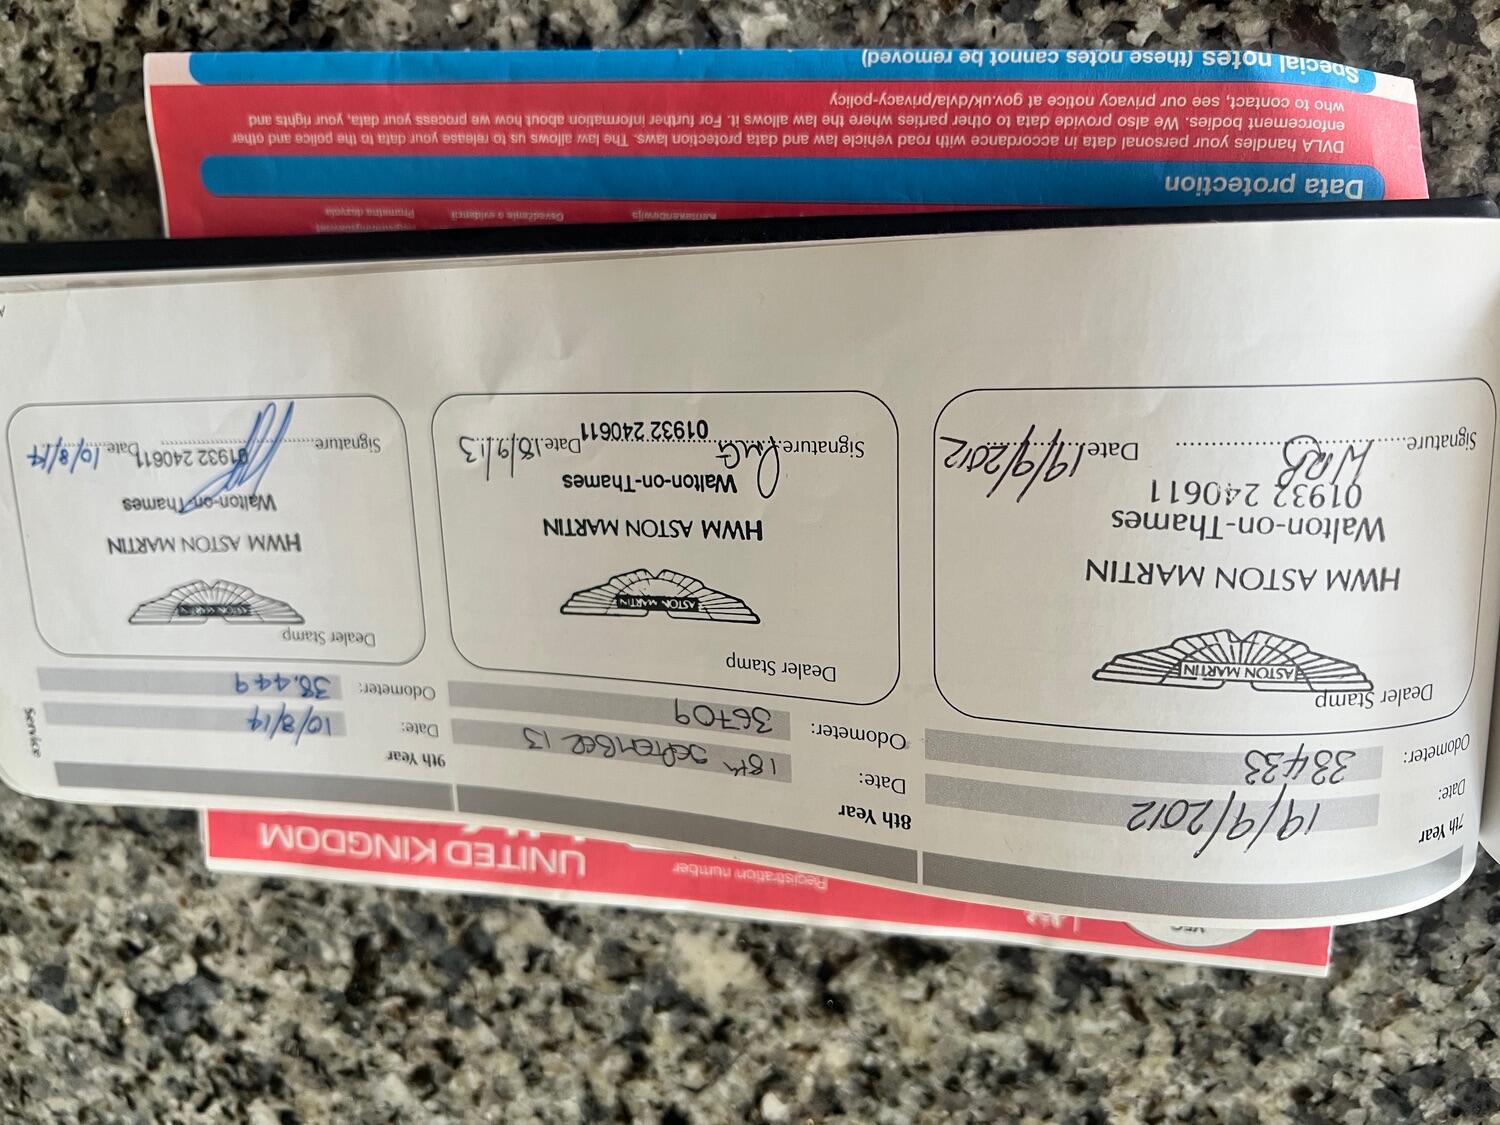 V5C
Registration number
UNITED KINGDOM
7th Year
Date: 19/9/2012
Odometer: 33433
Dealer Stamp
ASTON MARTIN
HWM ASTON MARTIN
Walton-on-Thames
01932 240611
Signature Date 19/9/2012
8th Year
Date: 18th SEPTEMBER 13
Odometer: 36709
Dealer Stamp
ASTON MARTIN
HWM ASTON MARTIN
Walton-on-Thames
01932 240611
Signature Date 18/9/13
9th Year
Date: 10/8/14
Odometer: 38.449
Dealer Stamp
ASTON MARTIN
HWM ASTON MARTIN
Walton-on-Thames
01932 240611
Signature Date 10/8/14
Service
Kentekenbewijs
Osvedčenie o evidencii
Prometna dozvola
Data protection
DVLA handles your personal data in accordance with road vehicle law and data protection laws. The law allows us to release your data to the police and other
enforcement bodies. We also provide data to other parties where the law allows it. For further information about how we process your data, your rights and
who to contact, see our privacy notice at gov.uk/dvla/privacy-policy
Special notes (these notes cannot be removed)